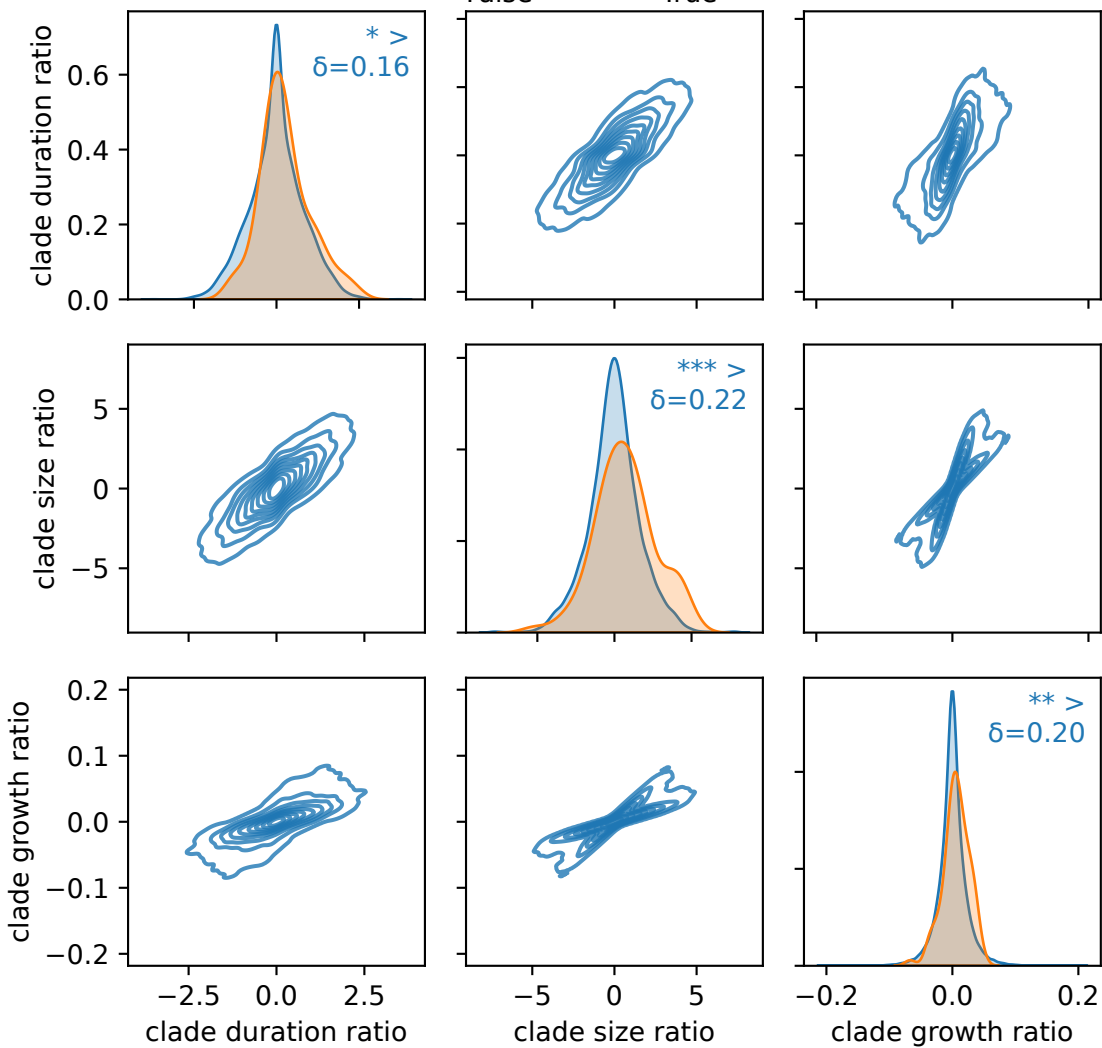 clade duration ratio
0.6
0.4
0.2
0.0
* >
δ=0.16
clade size ratio
5
0
−5
*** >
δ=0.22
clade growth ratio
0.2
0.1
0.0
−0.1
−0.2
** >
δ=0.20
−2.5 0.0 2.5
−5 0 5
−0.2 0.0 0.2
clade duration ratio
clade size ratio
clade growth ratio